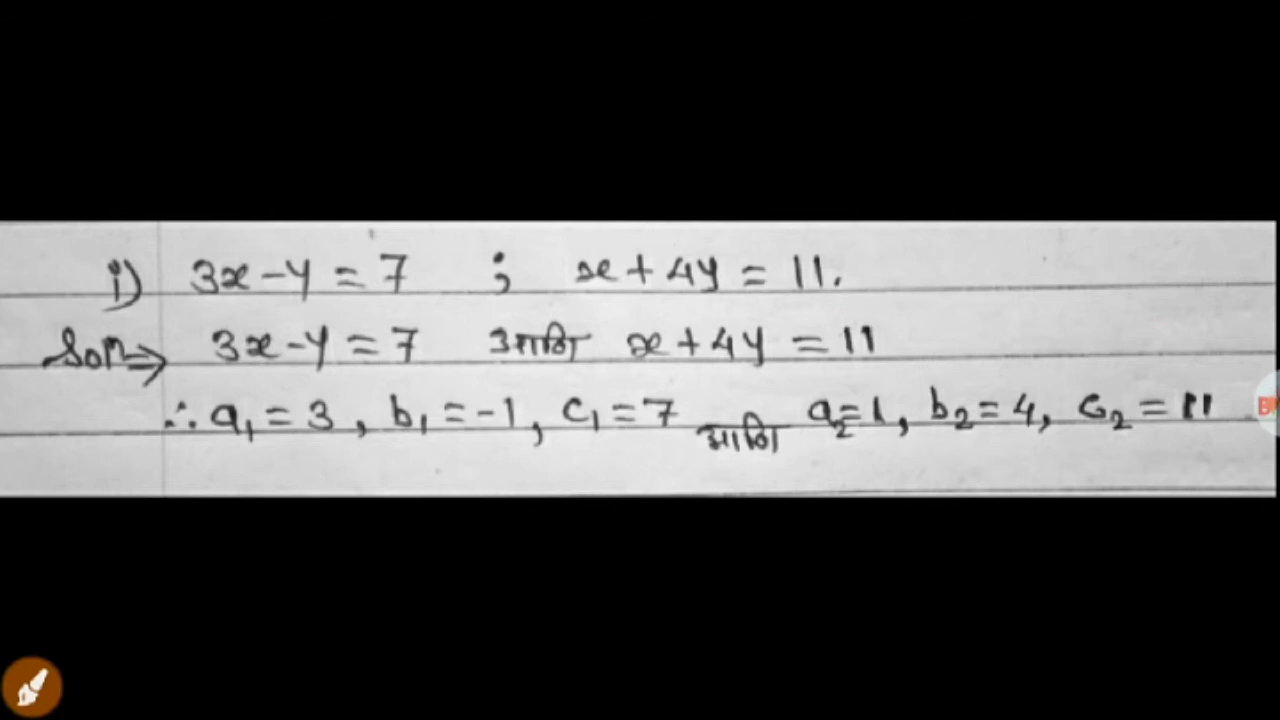 i) 3x - y = 7 ; x + 4y = 11.
Soln⇒ 3x - y = 7 आणि x + 4y = 11
∴ a₁ = 3, b₁ = -1, c₁ = 7 आणि a₂ = 1, b₂ = 4, c₂ = 11